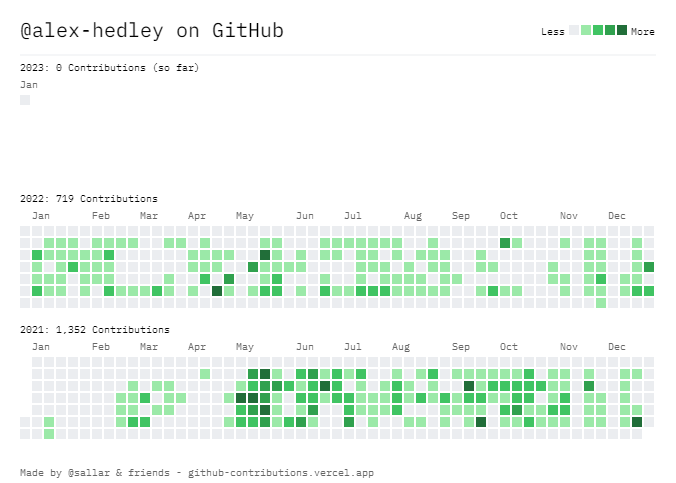 @alex-hedley on GitHub
Less More
2023: 0 Contributions (so far)
Jan
2022: 719 Contributions
Jan Feb Mar Apr May Jun Jul Aug Sep Oct Nov Dec
2021: 1,352 Contributions
Jan Feb Mar Apr May Jun Jul Aug Sep Oct Nov Dec
Made by @sallar & friends - github-contributions.vercel.app